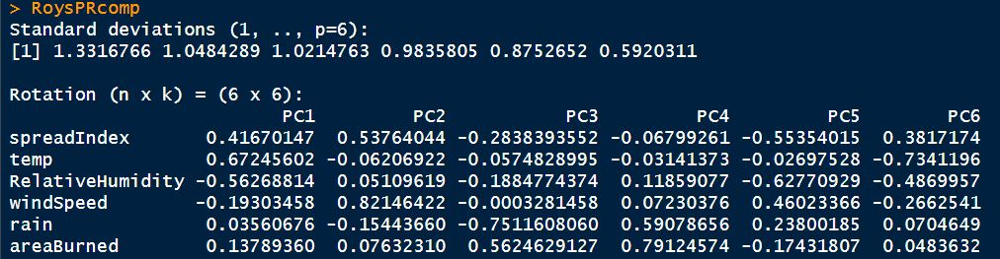 > RoysPRcomp
Standard deviations (1, .., p=6):
[1] 1.3316766 1.0484289 1.0214763 0.9835805 0.8752652 0.5920311
Rotation (n x k) = (6 x 6):
PC1 PC2 PC3 PC4 PC5 PC6
spreadIndex 0.41670147 0.53764044 -0.2838393552 -0.06799261 -0.55354015 0.3817174
temp 0.67245602 -0.06206922 -0.0574828995 -0.03141373 -0.02697528 -0.7341196
RelativeHumidity -0.56268814 0.05109619 -0.1884774374 0.11859077 -0.62770929 -0.4869957
windSpeed -0.19303458 0.82146422 -0.0003281458 0.07230376 0.46023366 -0.2662541
rain 0.03560676 -0.15443660 -0.7511608060 0.59078656 0.23800185 0.0704649
areaBurned 0.13789360 0.07632310 0.5624629127 0.79124574 -0.17431807 0.0483632